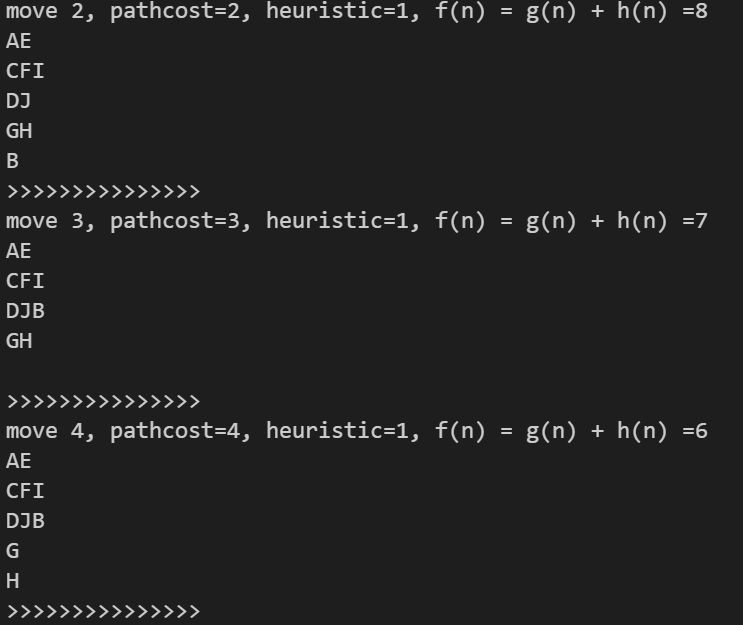 move 2, pathcost=2, heuristic=1, f(n) = g(n) + h(n) =8
AE
CFI
DJ
GH
B
>>>>>>>>>>>>>>>
move 3, pathcost=3, heuristic=1, f(n) = g(n) + h(n) =7
AE
CFI
DJB
GH

>>>>>>>>>>>>>>>
move 4, pathcost=4, heuristic=1, f(n) = g(n) + h(n) =6
AE
CFI
DJB
G
H
>>>>>>>>>>>>>>>